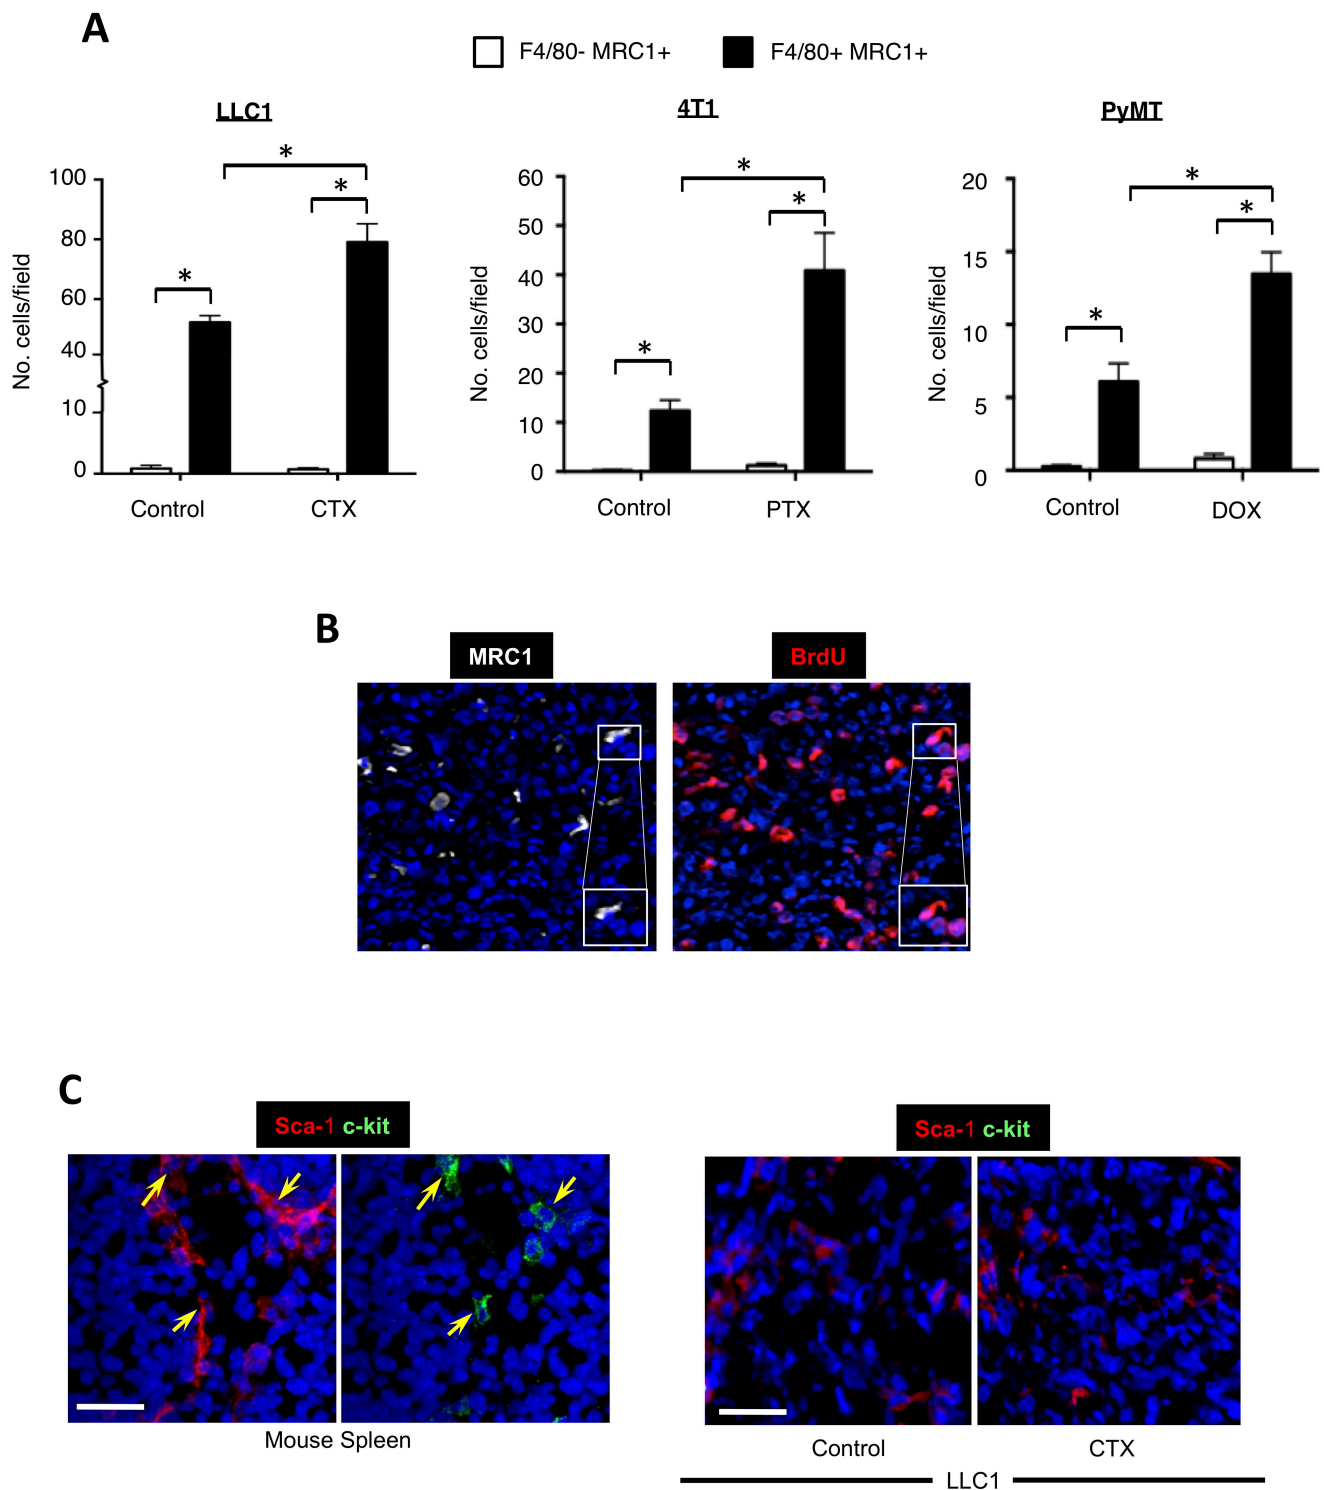 A
F4/80- MRC1+ F4/80+ MRC1+
LLC1 4T1 PyMT
No. cells/field
100
80
60
40
10
0
*
*
*
Control CTX
No. cells/field
60
50
40
30
20
10
0
*
*
*
Control PTX
No. cells/field
20
15
10
5
0
*
*
*
Control DOX
B
MRC1 BrdU
C
Sca-1 c-kit
Mouse Spleen
Sca-1 c-kit
Control CTX
LLC1